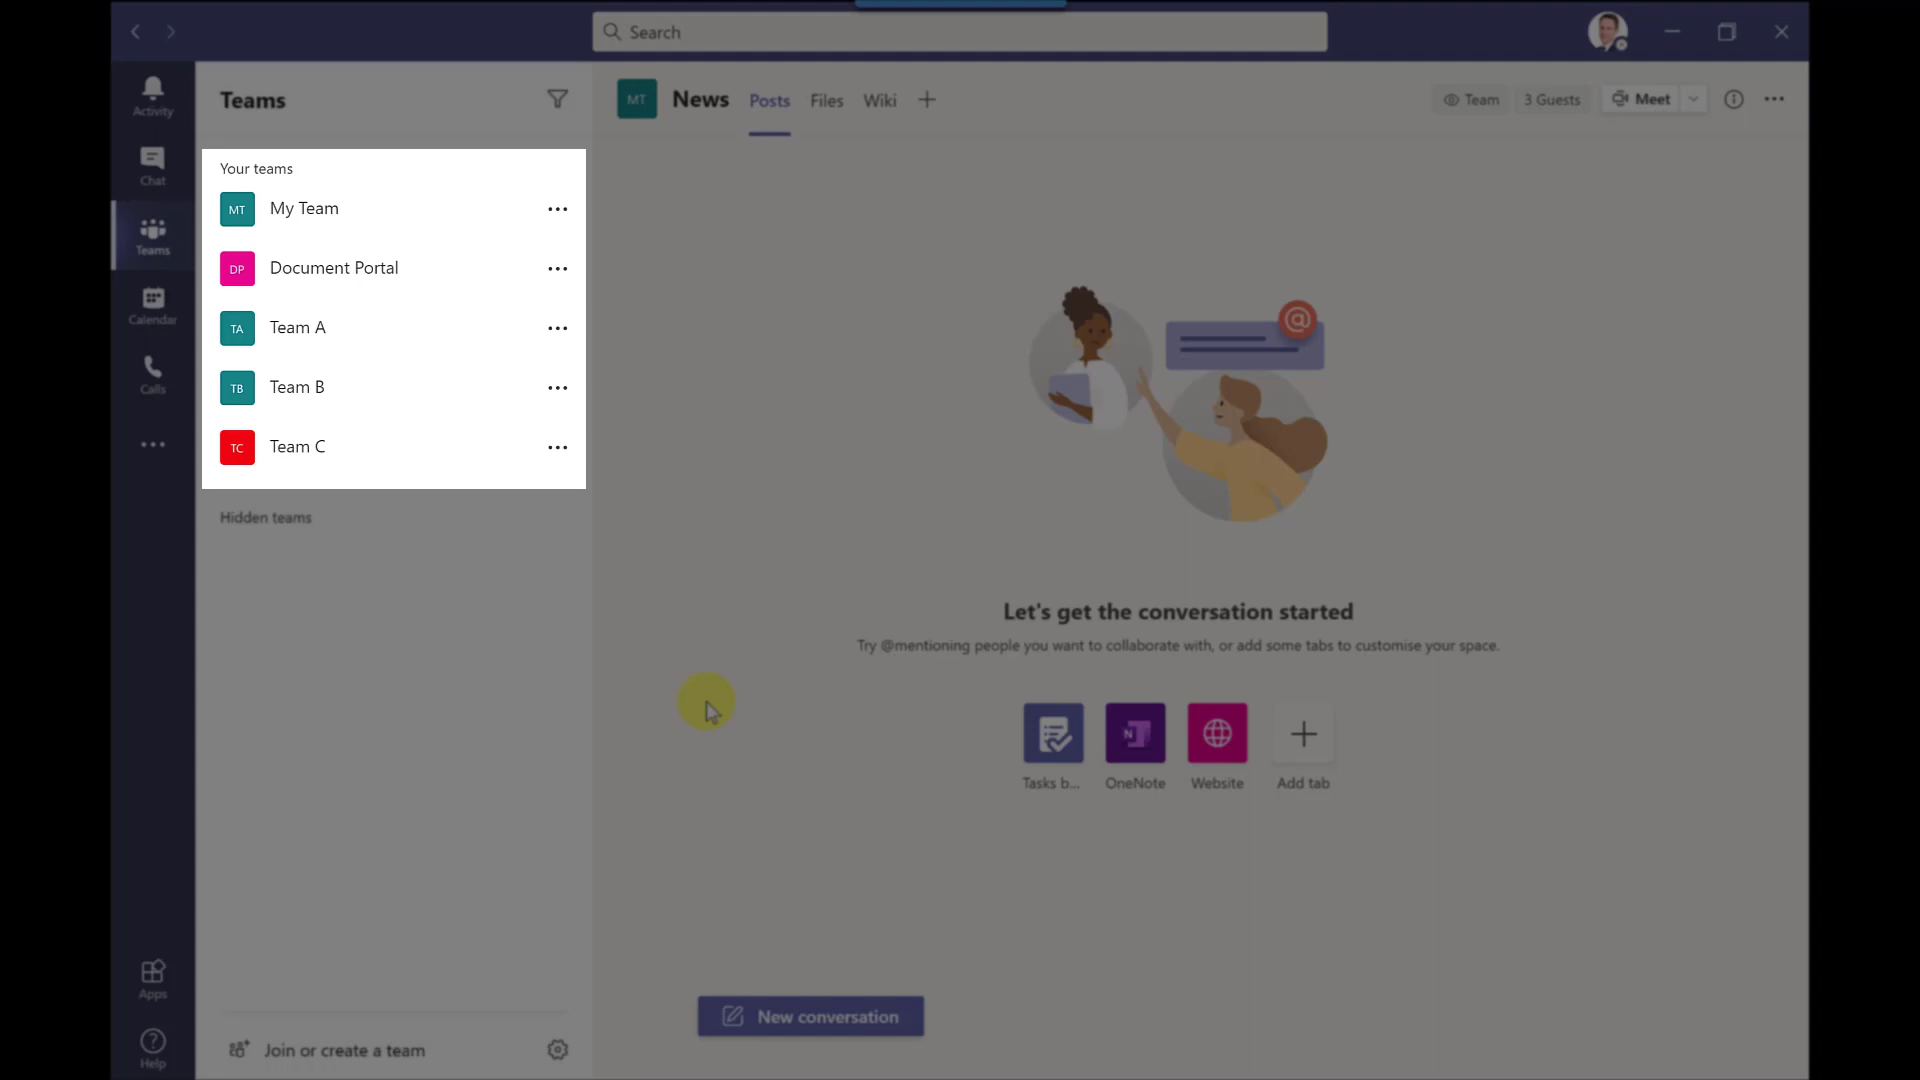 Search
Activity
Chat
Teams
Calendar
Calls
Apps
Help
Teams
Your teams
MT My Team
DP Document Portal
TA Team A
TB Team B
TC Team C
Hidden teams
Join or create a team
MT News Posts Files Wiki
Team 3 Guests Meet
@
Let's get the conversation started
Try @mentioning people you want to collaborate with, or add some tabs to customise your space.
N
Tasks b... OneNote Website Add tab
New conversation